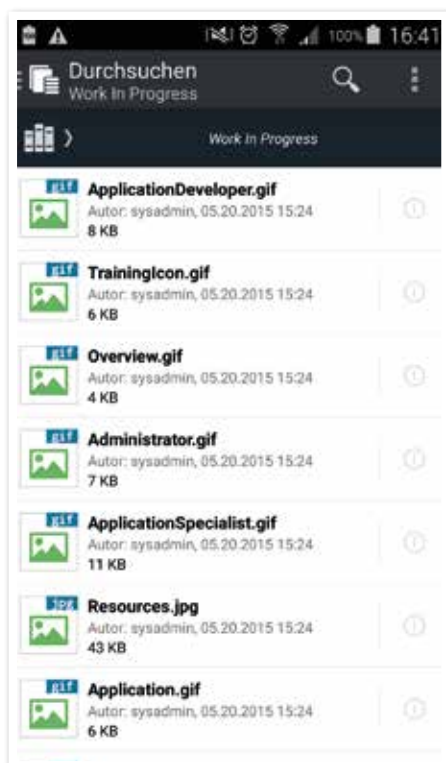 100% 16:41
Durchsuchen
Work In Progress
Work In Progress
gif
ApplicationDeveloper.gif
Autor: sysadmin, 05.20.2015 15:24
8 KB
gif
TrainingIcon.gif
Autor: sysadmin, 05.20.2015 15:24
6 KB
gif
Overview.gif
Autor: sysadmin, 05.20.2015 15:24
4 KB
gif
Administrator.gif
Autor: sysadmin, 05.20.2015 15:24
7 KB
gif
ApplicationSpecialist.gif
Autor: sysadmin, 05.20.2015 15:24
11 KB
jpg
Resources.jpg
Autor: sysadmin, 05.20.2015 15:24
43 KB
gif
Application.gif
Autor: sysadmin, 05.20.2015 15:24
6 KB